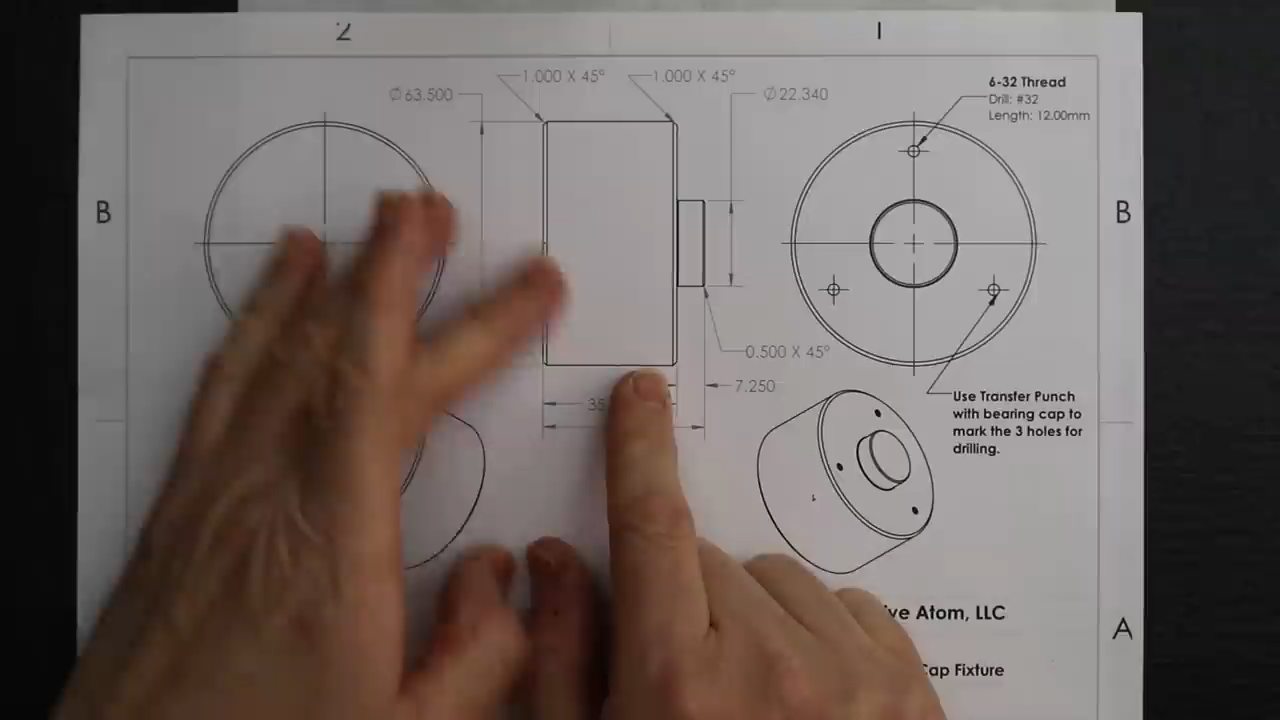 2
1
1.000 X 45°
1.000 X 45°
Ø63.500
Ø22.340
6-32 Thread
Drill: #32
Length: 12.00mm
B
B
0.500 X 45°
7.250
35
Use Transfer Punch
with bearing cap to
mark the 3 holes for
drilling.
Atom, LLC
A
Cap Fixture